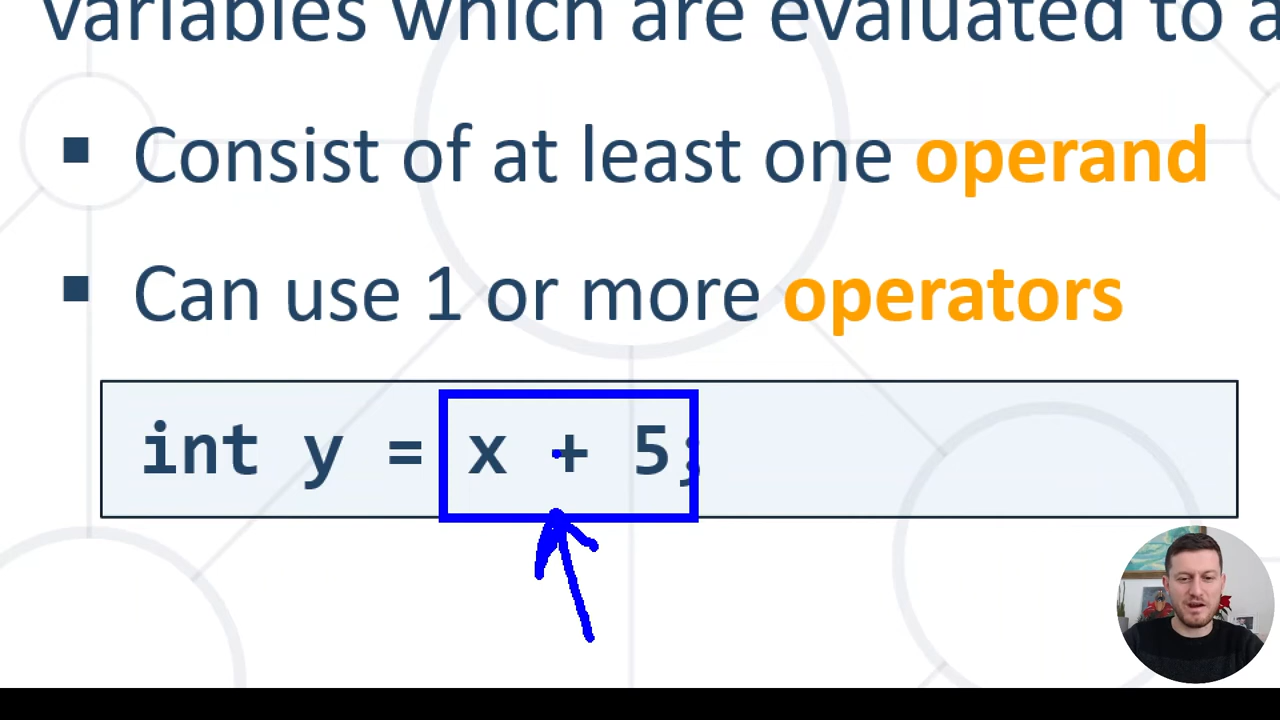 variables which are evaluated to a
▪ Consist of at least one operand
▪ Can use 1 or more operators
int y = x + 5;